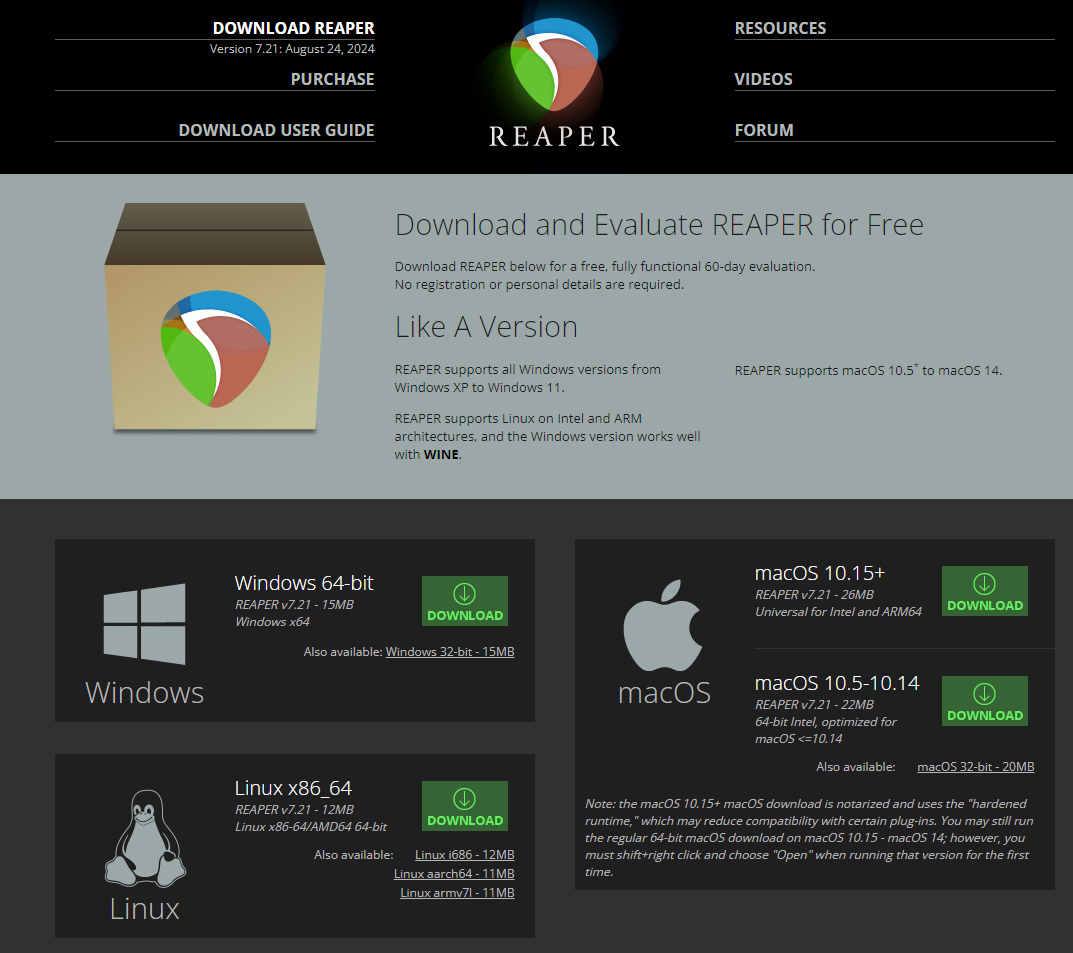 DOWNLOAD REAPER
Version 7.21: August 24, 2024
PURCHASE
DOWNLOAD USER GUIDE
REAPER
RESOURCES
VIDEOS
FORUM
Download and Evaluate REAPER for Free
Download REAPER below for a free, fully functional 60-day evaluation.
No registration or personal details are required.
Like A Version
REAPER supports all Windows versions from
Windows XP to Windows 11.
REAPER supports Linux on Intel and ARM
architectures, and the Windows version works well
with WINE.
REAPER supports macOS 10.5* to macOS 14.
Windows
Windows 64-bit
REAPER v7.21 - 15MB
Windows x64
DOWNLOAD
Also available: Windows 32-bit - 15MB
Linux
Linux x86_64
REAPER v7.21 - 12MB
Linux x86-64/AMD64 64-bit
DOWNLOAD
Also available: Linux i686 - 12MB
Linux aarch64 - 11MB
Linux armv7l - 11MB
macOS
macOS 10.15+
REAPER v7.21 - 26MB
Universal for Intel and ARM64
DOWNLOAD
macOS 10.5-10.14
REAPER v7.21 - 22MB
64-bit Intel, optimized for
macOS <=10.14
DOWNLOAD
Also available: macOS 32-bit - 20MB
Note: the macOS 10.15+ macOS download is notarized and uses the "hardened
runtime," which may reduce compatibility with certain plug-ins. You may still run
the regular 64-bit macOS download on macOS 10.15 - macOS 14; however, you
must shift+right click and choose "Open" when running that version for the first
time.